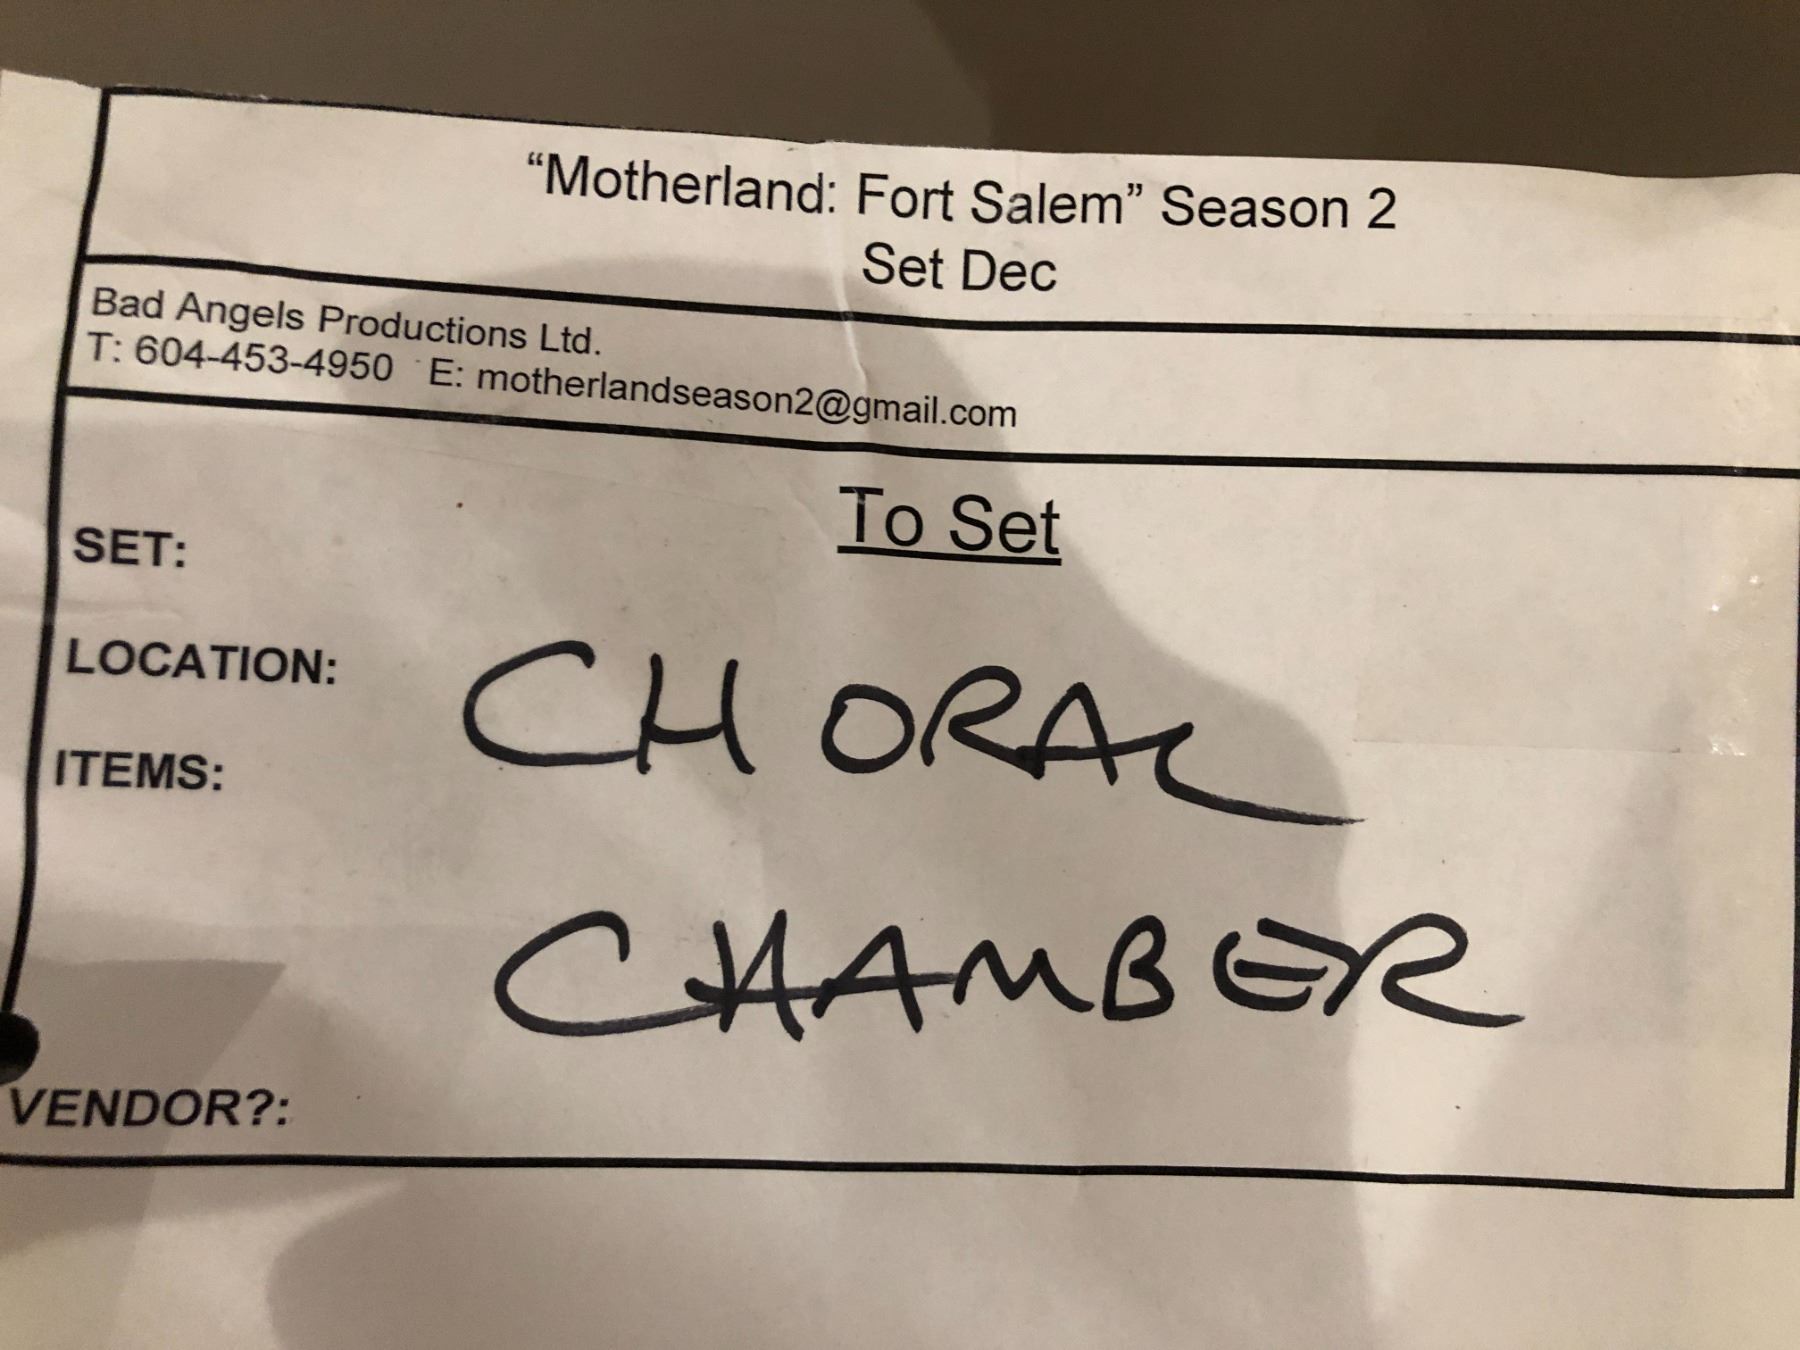 “Motherland: Fort Salem” Season 2
Set Dec
Bad Angels Productions Ltd.
T: 604-453-4950 E: motherlandseason2@gmail.com
To Set
SET:
LOCATION:
CHORAL
ITEMS:
CHAMBER
VENDOR?: